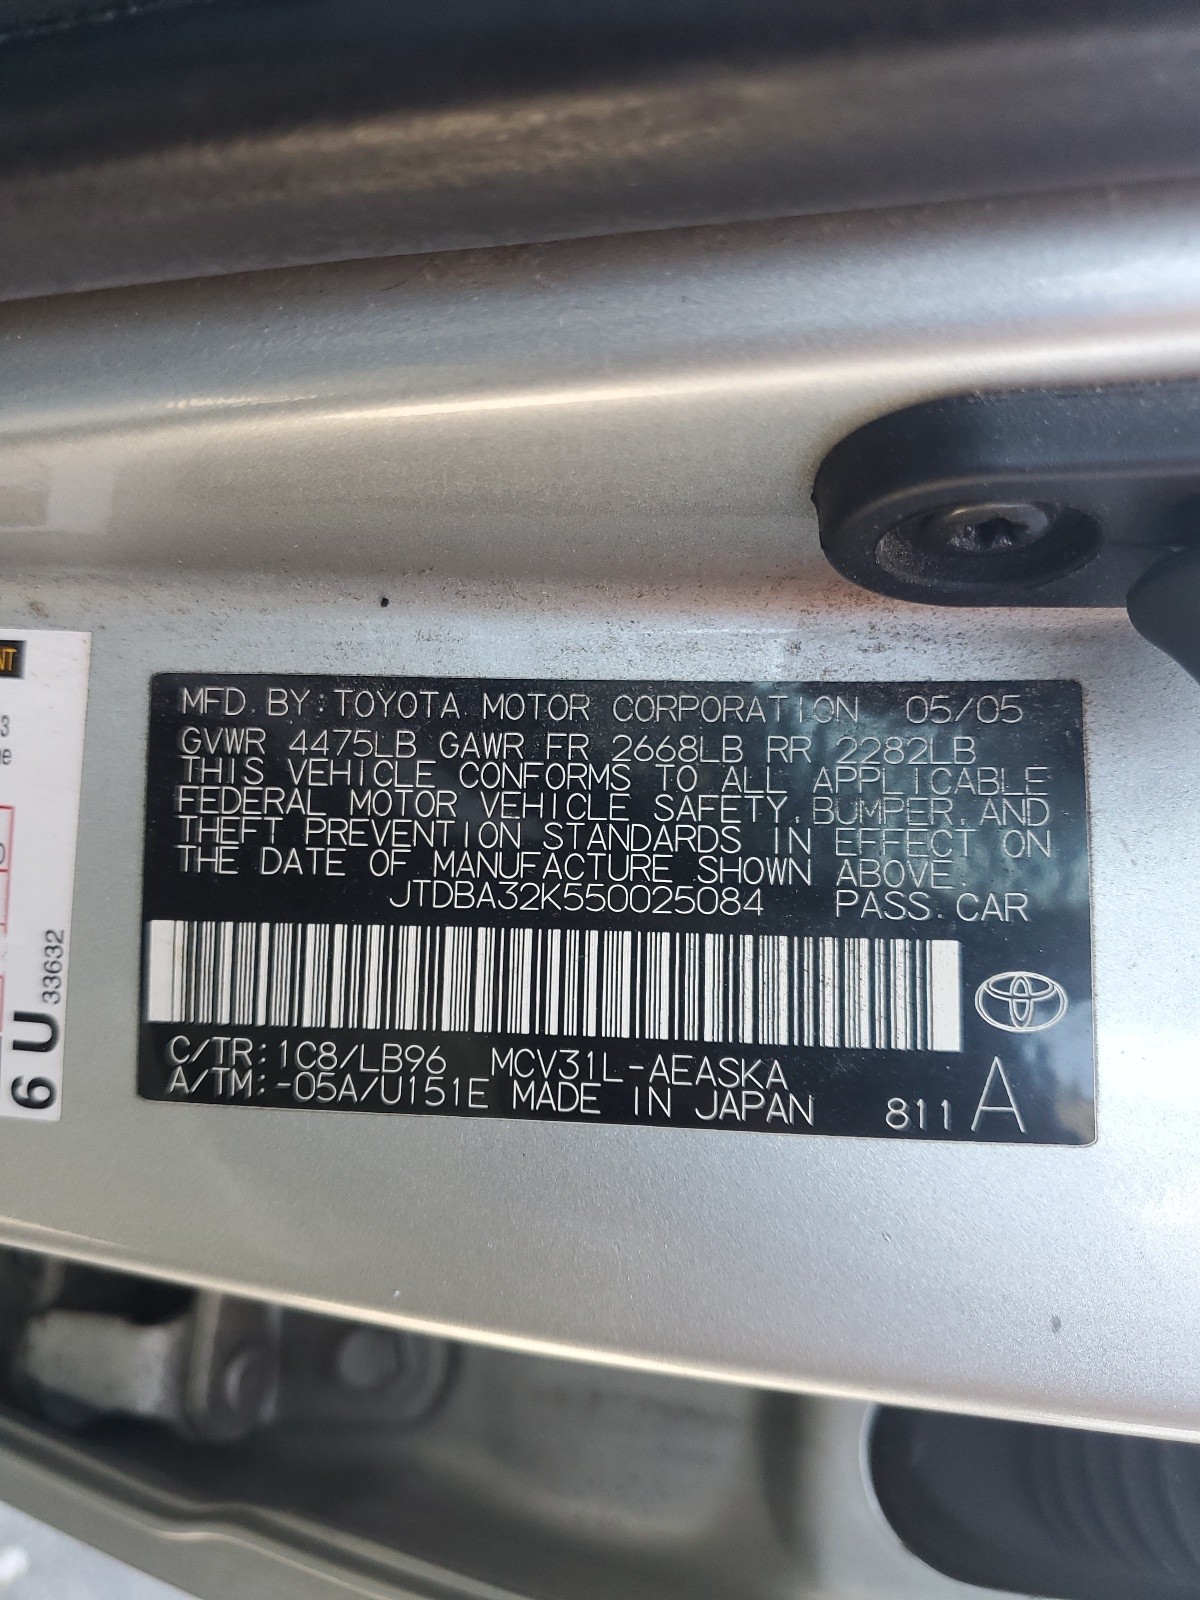 MFD. BY: TOYOTA MOTOR CORPORATION 05/05
GVWR 4475LB GAWR FR 2668LB RR 2282LB
THIS VEHICLE CONFORMS TO ALL APPLICABLE
FEDERAL MOTOR VEHICLE SAFETY, BUMPER, AND
THEFT PREVENTION STANDARDS IN EFFECT ON
THE DATE OF MANUFACTURE SHOWN ABOVE.
JTDBA32K550025084 PASS. CAR
C/TR: 1C8/LB96 MCV31L-AEASKA
A/TM: -05A/U151E MADE IN JAPAN 811 A
6 U 33632